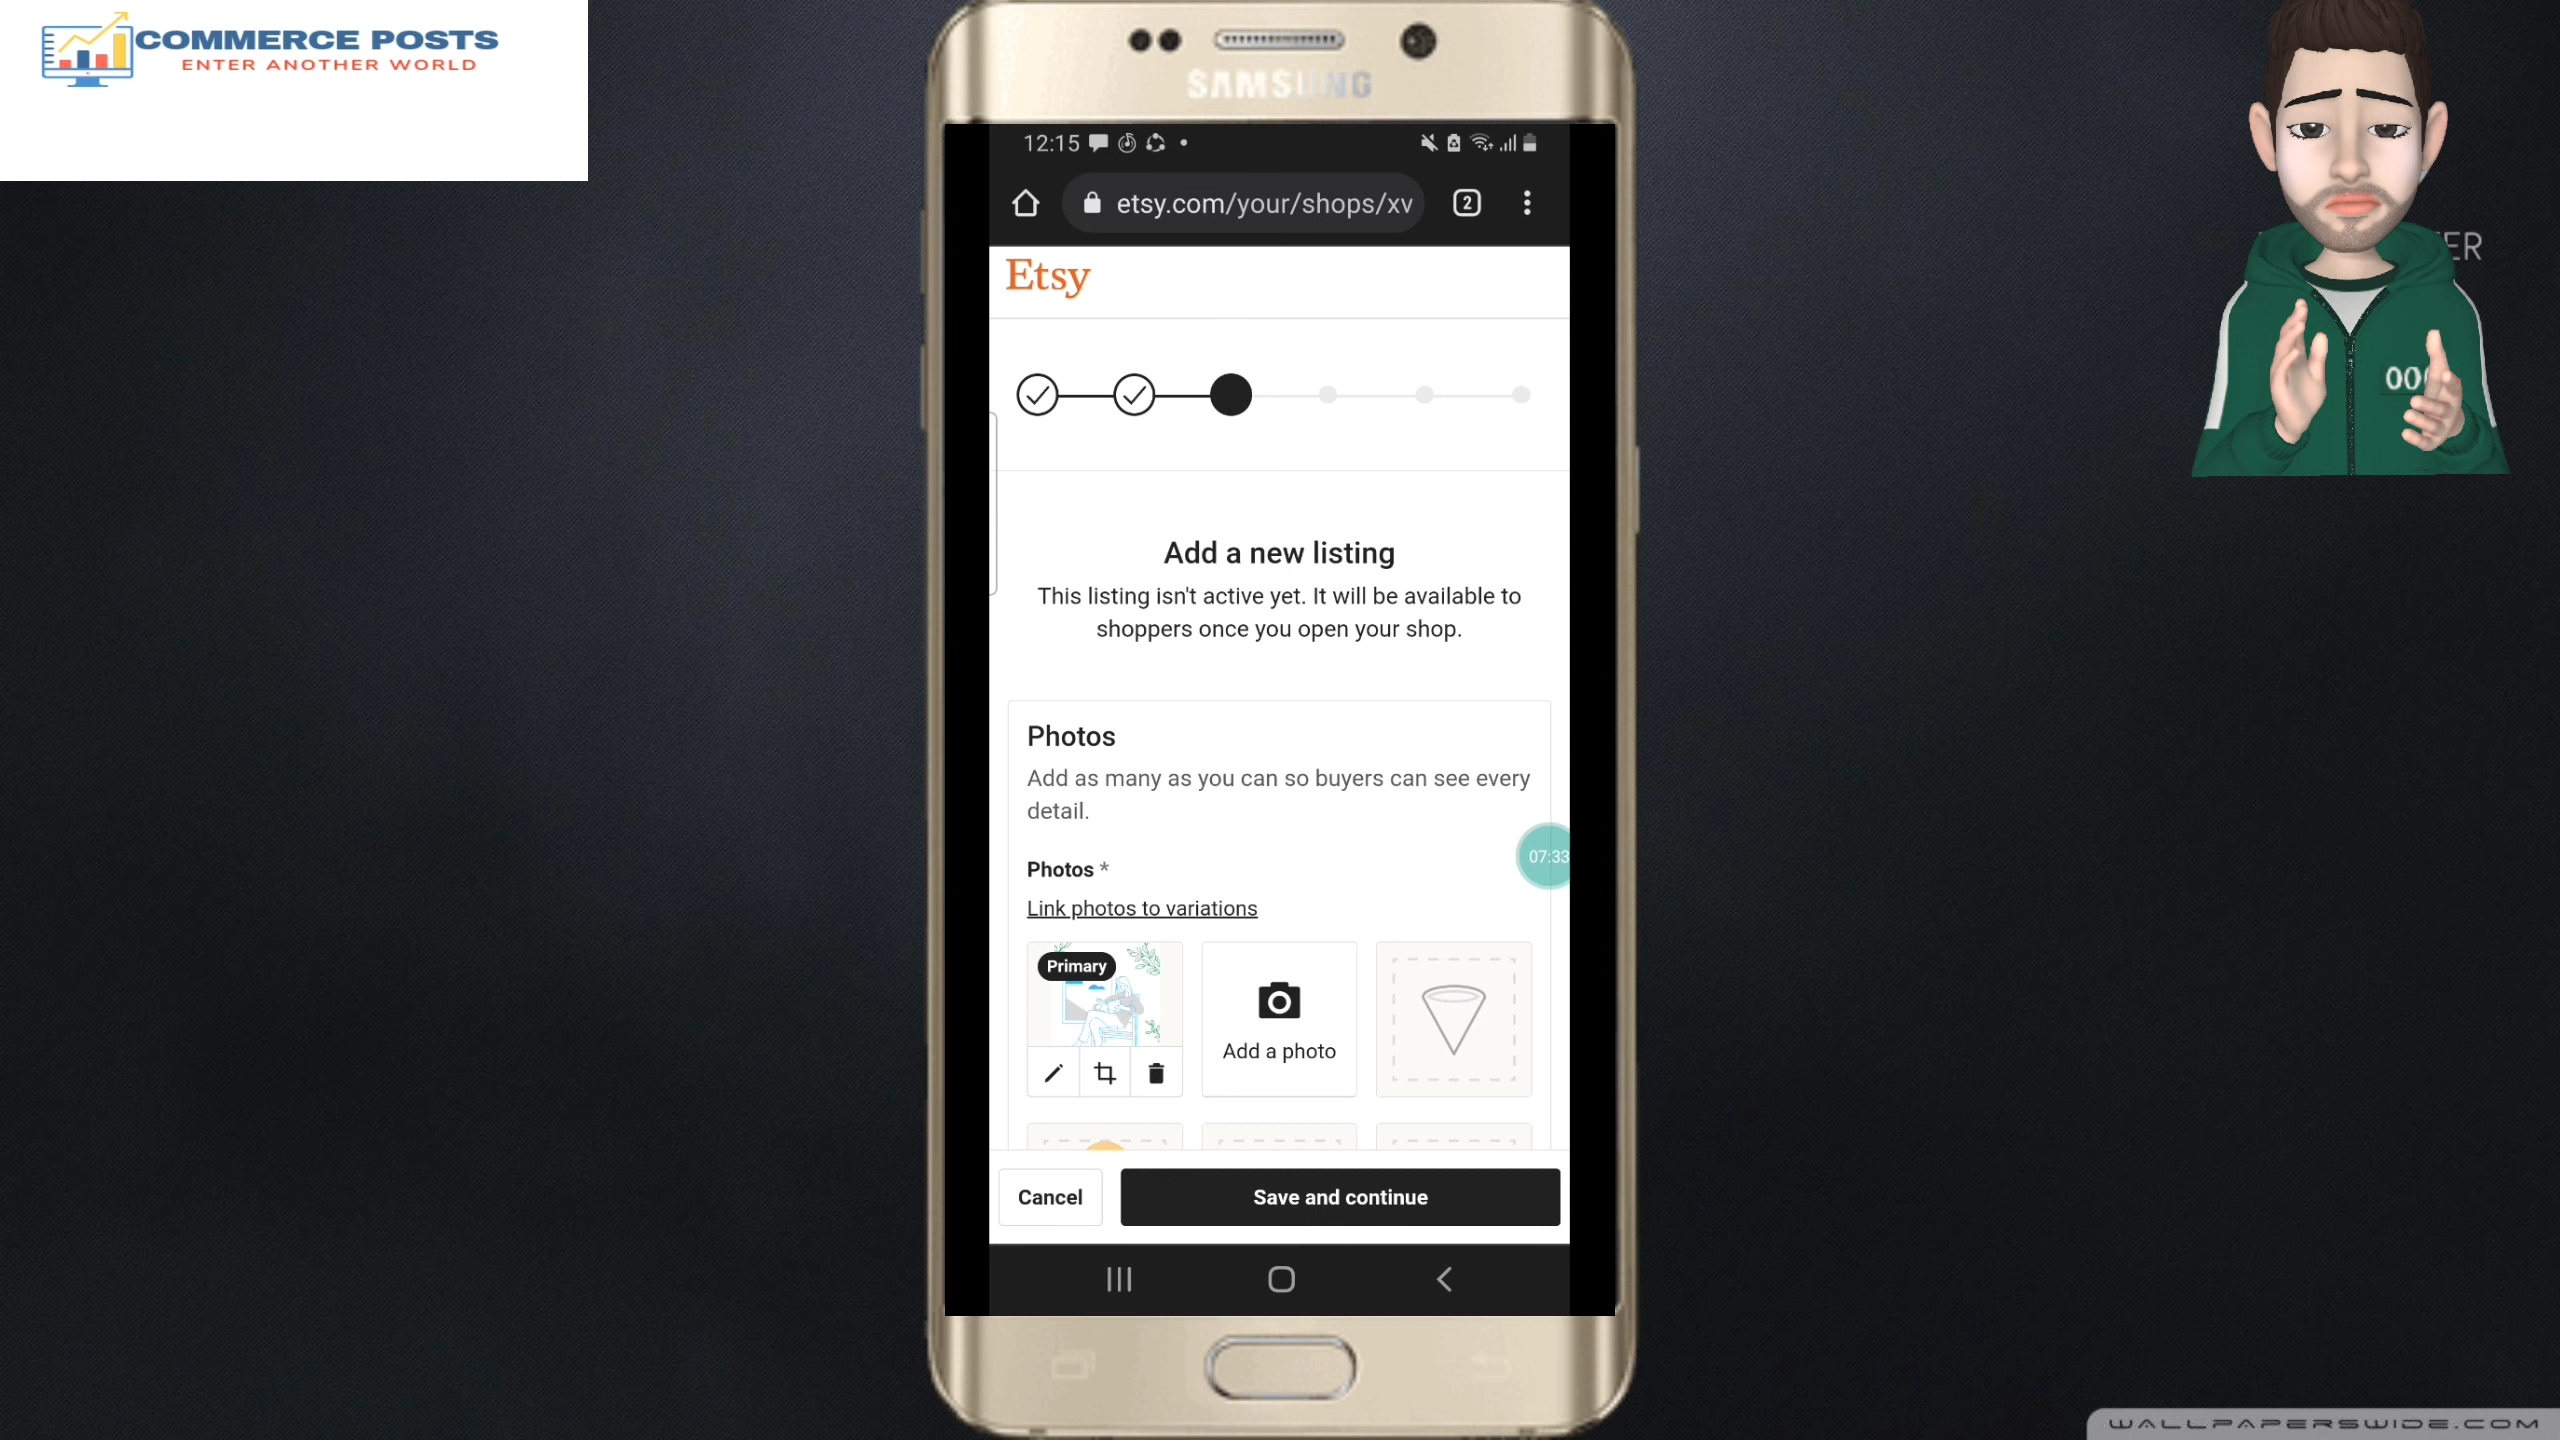 COMMERCE POSTS
ENTER ANOTHER WORLD
SAMSUNG
12:15
etsy.com/your/shops/xv
2
Etsy
Add a new listing
This listing isn't active yet. It will be available to
shoppers once you open your shop.
Photos
Add as many as you can so buyers can see every
detail.
07:33
Photos *
Link photos to variations
Primary
Add a photo
Cancel
Save and continue
ER
00
WALLPAPERSWIDE.COM